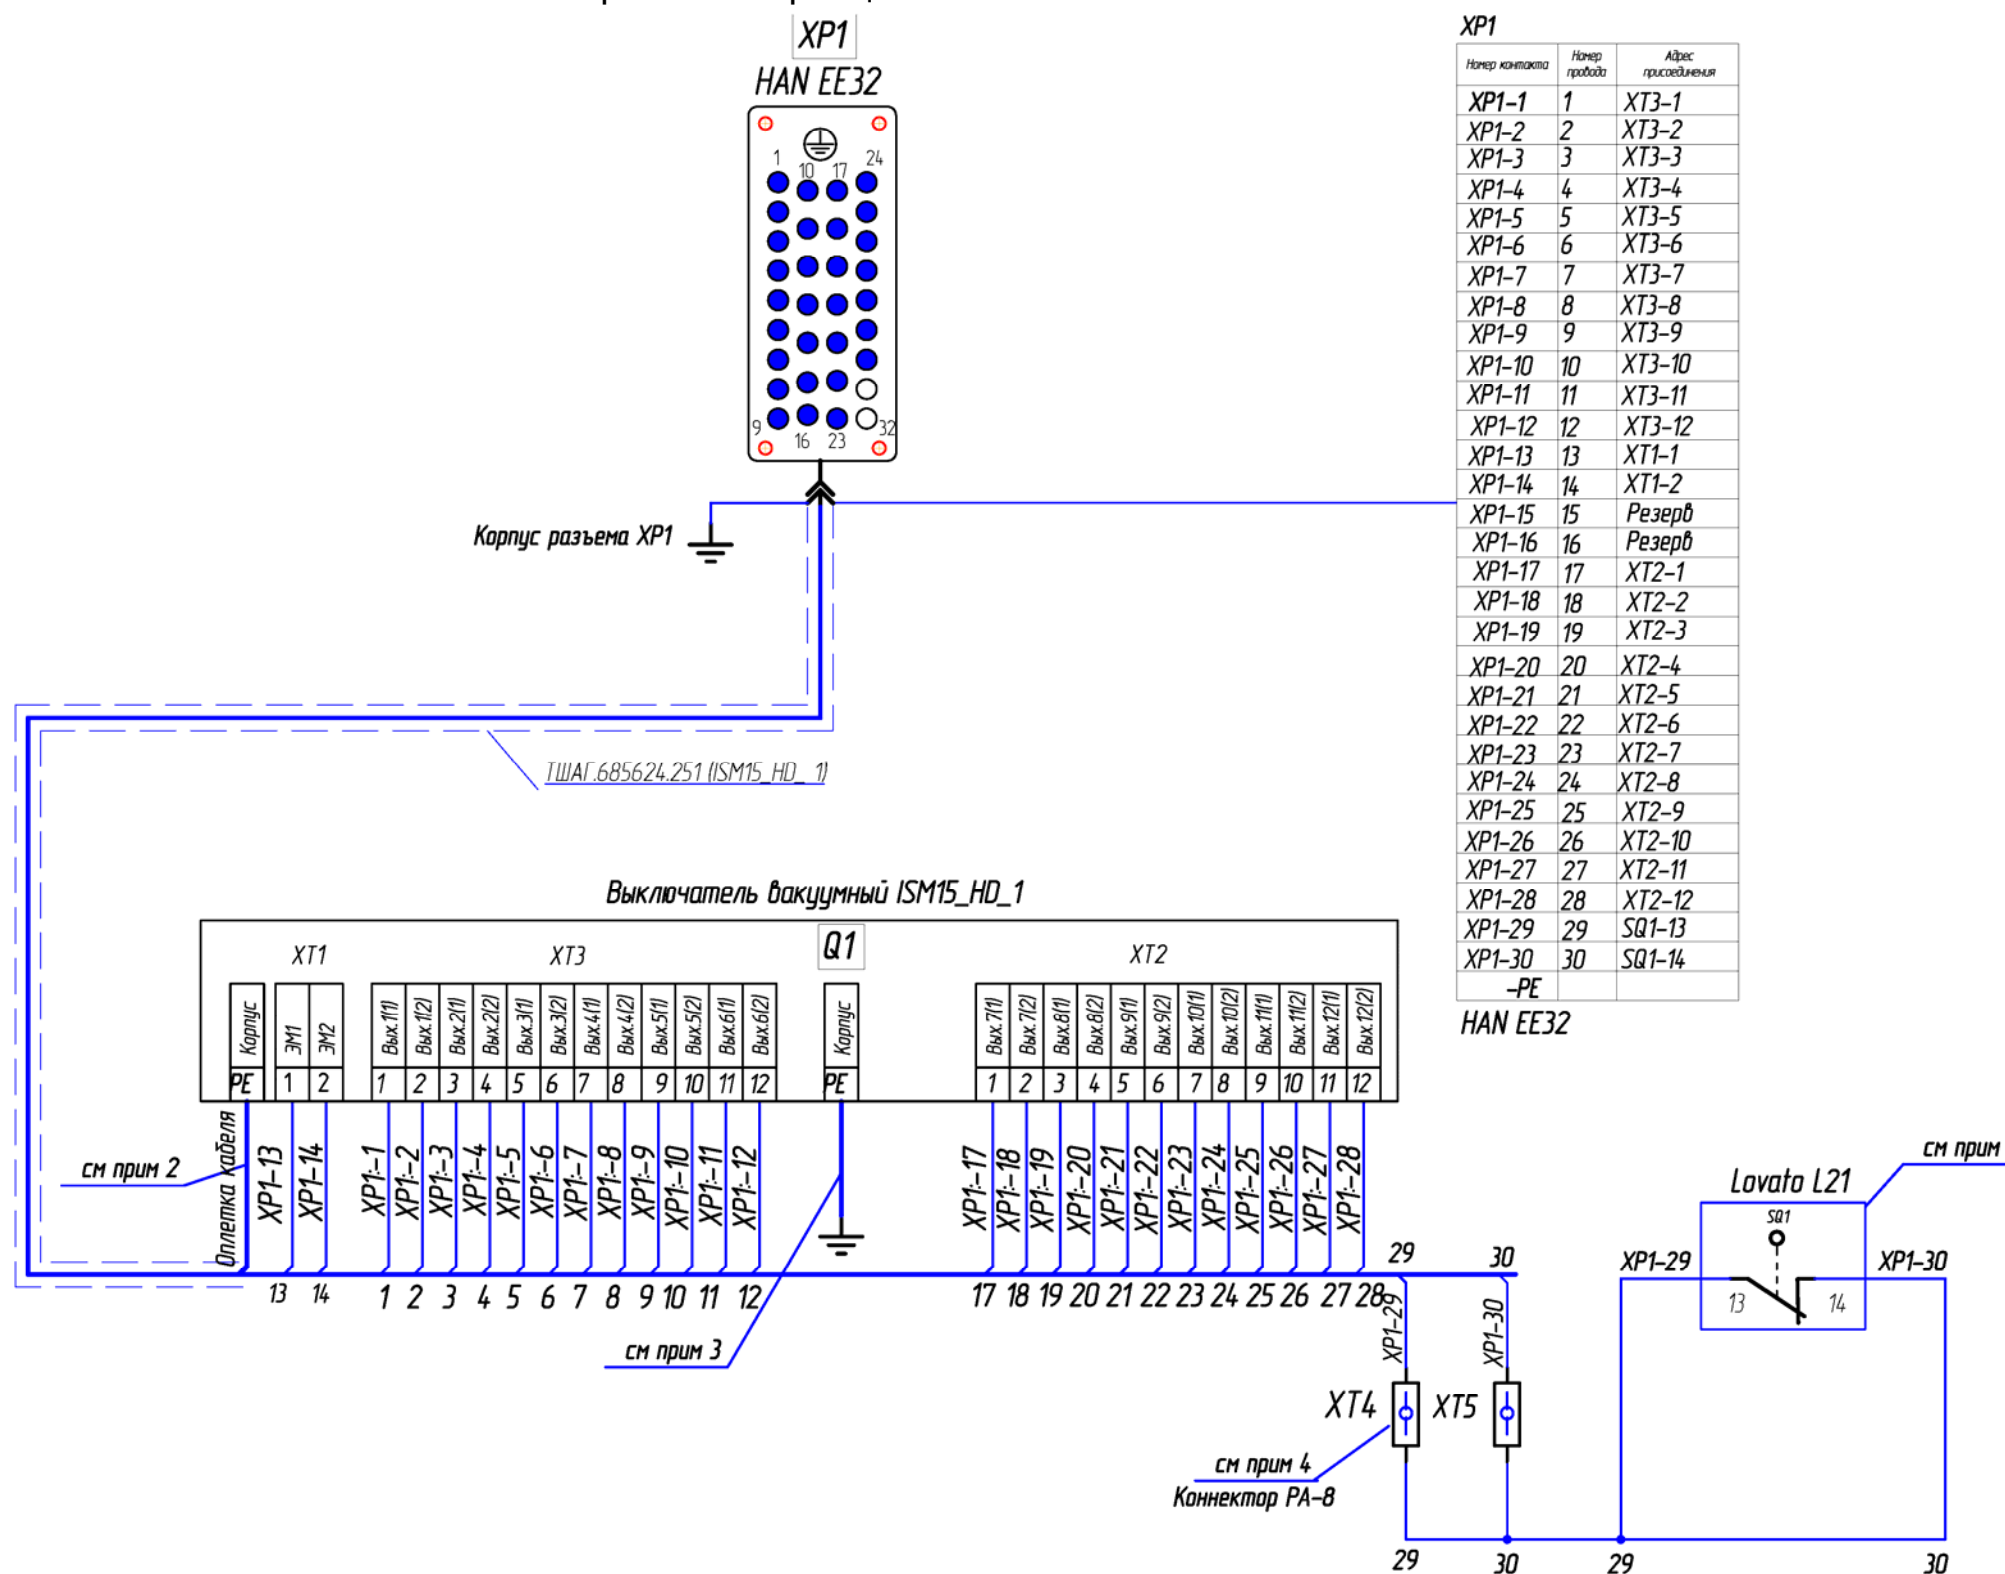 XP1
HAN EE32
1
10
17
24
9
16
23
32
Корпус разъема XP1
ТШАГ.685624.251 (ISM15_HD_ 1)
XP1
Номер контакта Номер провода Адрес присоединения
XP1-1 1 XT3-1
XP1-2 2 XT3-2
XP1-3 3 XT3-3
XP1-4 4 XT3-4
XP1-5 5 XT3-5
XP1-6 6 XT3-6
XP1-7 7 XT3-7
XP1-8 8 XT3-8
XP1-9 9 XT3-9
XP1-10 10 XT3-10
XP1-11 11 XT3-11
XP1-12 12 XT3-12
XP1-13 13 XT1-1
XP1-14 14 XT1-2
XP1-15 15 Резерв
XP1-16 16 Резерв
XP1-17 17 XT2-1
XP1-18 18 XT2-2
XP1-19 19 XT2-3
XP1-20 20 XT2-4
XP1-21 21 XT2-5
XP1-22 22 XT2-6
XP1-23 23 XT2-7
XP1-24 24 XT2-8
XP1-25 25 XT2-9
XP1-26 26 XT2-10
XP1-27 27 XT2-11
XP1-28 28 XT2-12
XP1-29 29 SQ1-13
XP1-30 30 SQ1-14
-PE
HAN EE32
Выключатель вакуумный ISM15_HD_1
XT1 XT3 Q1 XT2
Корпус ЭМ1 ЭМ2 Вых.1(1) Вых.1(2) Вых.2(1) Вых.2(2) Вых.3(1) Вых.3(2) Вых.4(1) Вых.4(2) Вых.5(1) Вых.5(2) Вых.6(1) Вых.6(2) Корпус Вых.7(1) Вых.7(2) Вых.8(1) Вых.8(2) Вых.9(1) Вых.9(2) Вых.10(1) Вых.10(2) Вых.11(1) Вых.11(2) Вых.12(1) Вых.12(2)
PE 1 2 1 2 3 4 5 6 7 8 9 10 11 12 PE 1 2 3 4 5 6 7 8 9 10 11 12
Оплетка кабеля XP1-13 XP1-14 XP1:-1 XP1:-2 XP1:-3 XP1:-4 XP1:-5 XP1:-6 XP1:-7 XP1:-8 XP1:-9 XP1:-10 XP1:-11 XP1:-12 XP1:-17 XP1:-18 XP1:-19 XP1:-20 XP1:-21 XP1:-22 XP1:-23 XP1:-24 XP1:-25 XP1:-26 XP1:-27 XP1:-28
см прим 2
13 14 1 2 3 4 5 6 7 8 9 10 11 12 17 18 19 20 21 22 23 24 25 26 27 28
29 30
см прим 3
XP1-29 XP1-30
XT4 XT5
см прим 4
Коннектор РА-8
см прим
Lovato L21
SQ1
XP1-29 XP1-30
13 14
29 30 29 30